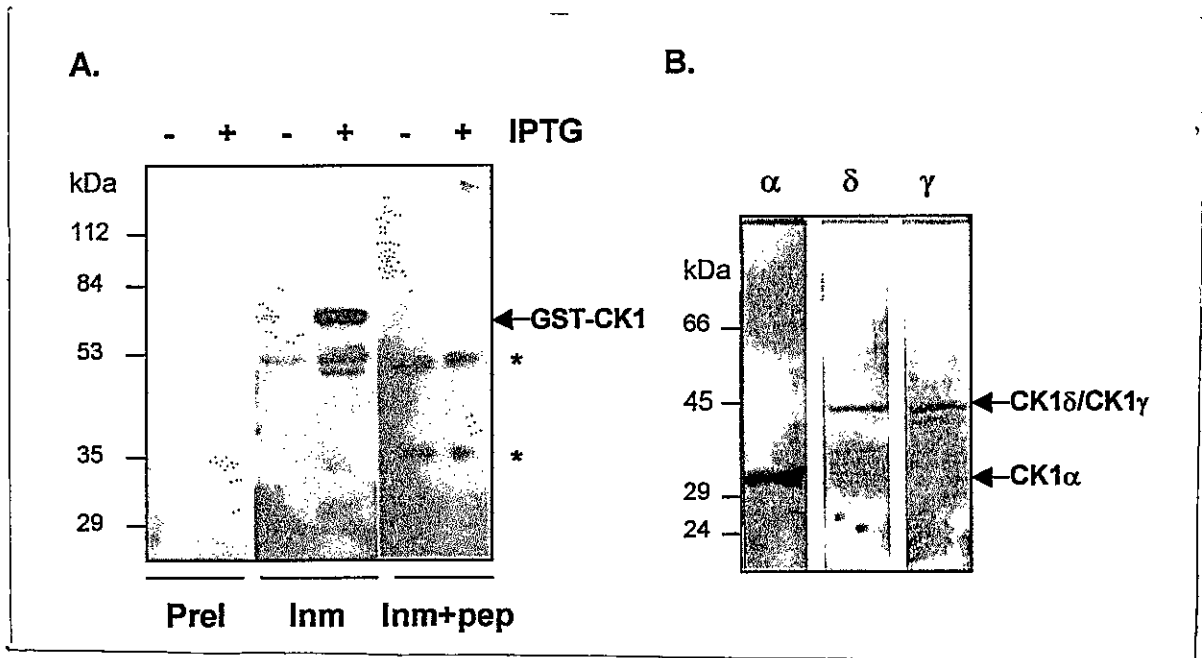 A.
- + - + - + IPTG
kDa
112
84
GST-CK1
53
*
35
*
29
Prel Inm Inm+pep
B.
α δ γ
kDa
66
45
CK1δ/CK1γ
CK1α
29
24